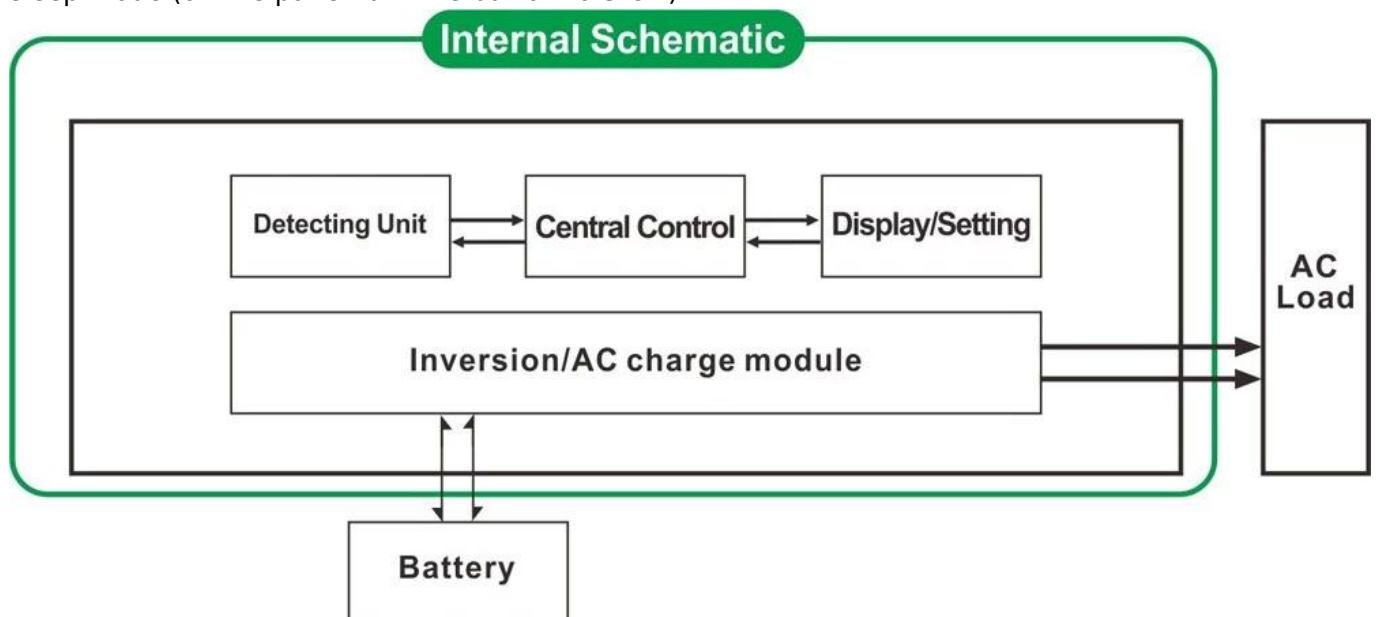 Internal Schematic
Detecting Unit
Central Control
Display/Setting
AC
Load
Inversion/AC charge module
Battery